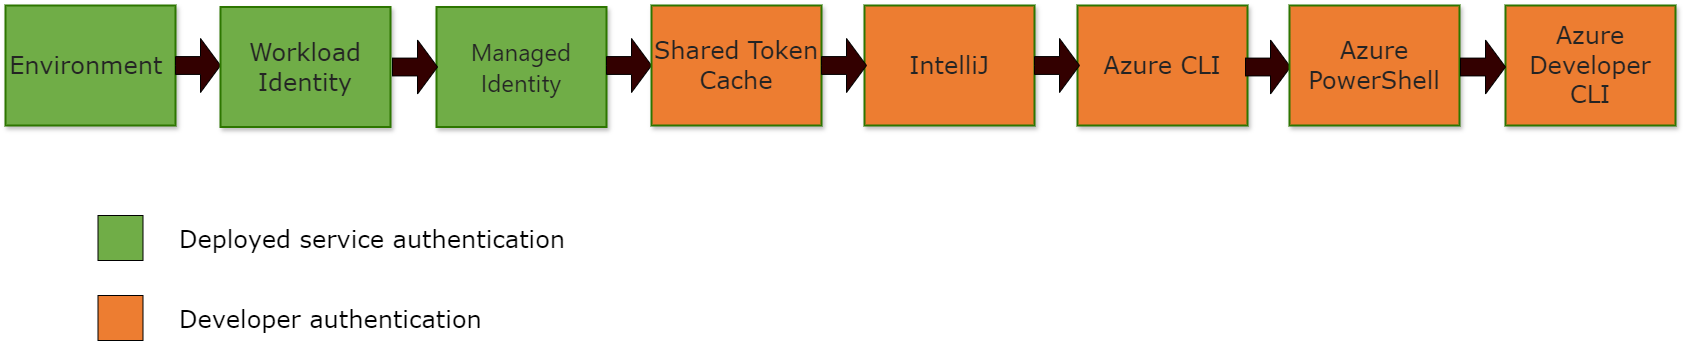 Environment
Workload
Identity
Managed
Identity
Shared Token
Cache
IntelliJ
Azure CLI
Azure
PowerShell
Azure
Developer
CLI
Deployed service authentication
Developer authentication